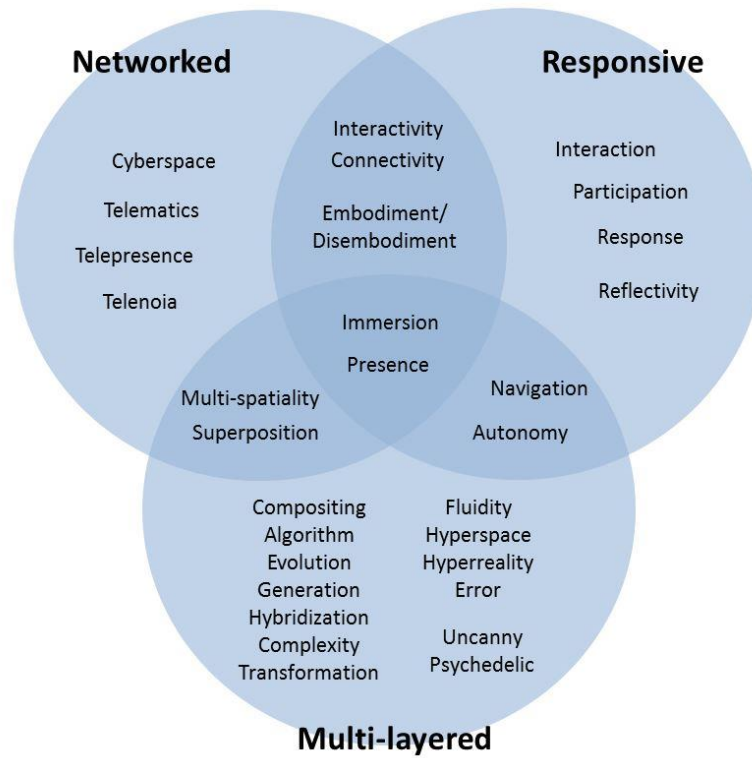 Networked
Responsive
Interactivity
Connectivity
Embodiment/
Disembodiment
Cyberspace
Telematics
Telepresence
Telenoia
Interaction
Participation
Response
Reflectivity
Immersion
Presence
Multi-spatiality
Superposition
Navigation
Autonomy
Compositing
Algorithm
Evolution
Generation
Hybridization
Complexity
Transformation
Fluidity
Hyperspace
Hyperreality
Error
Uncanny
Psychedelic
Multi-layered